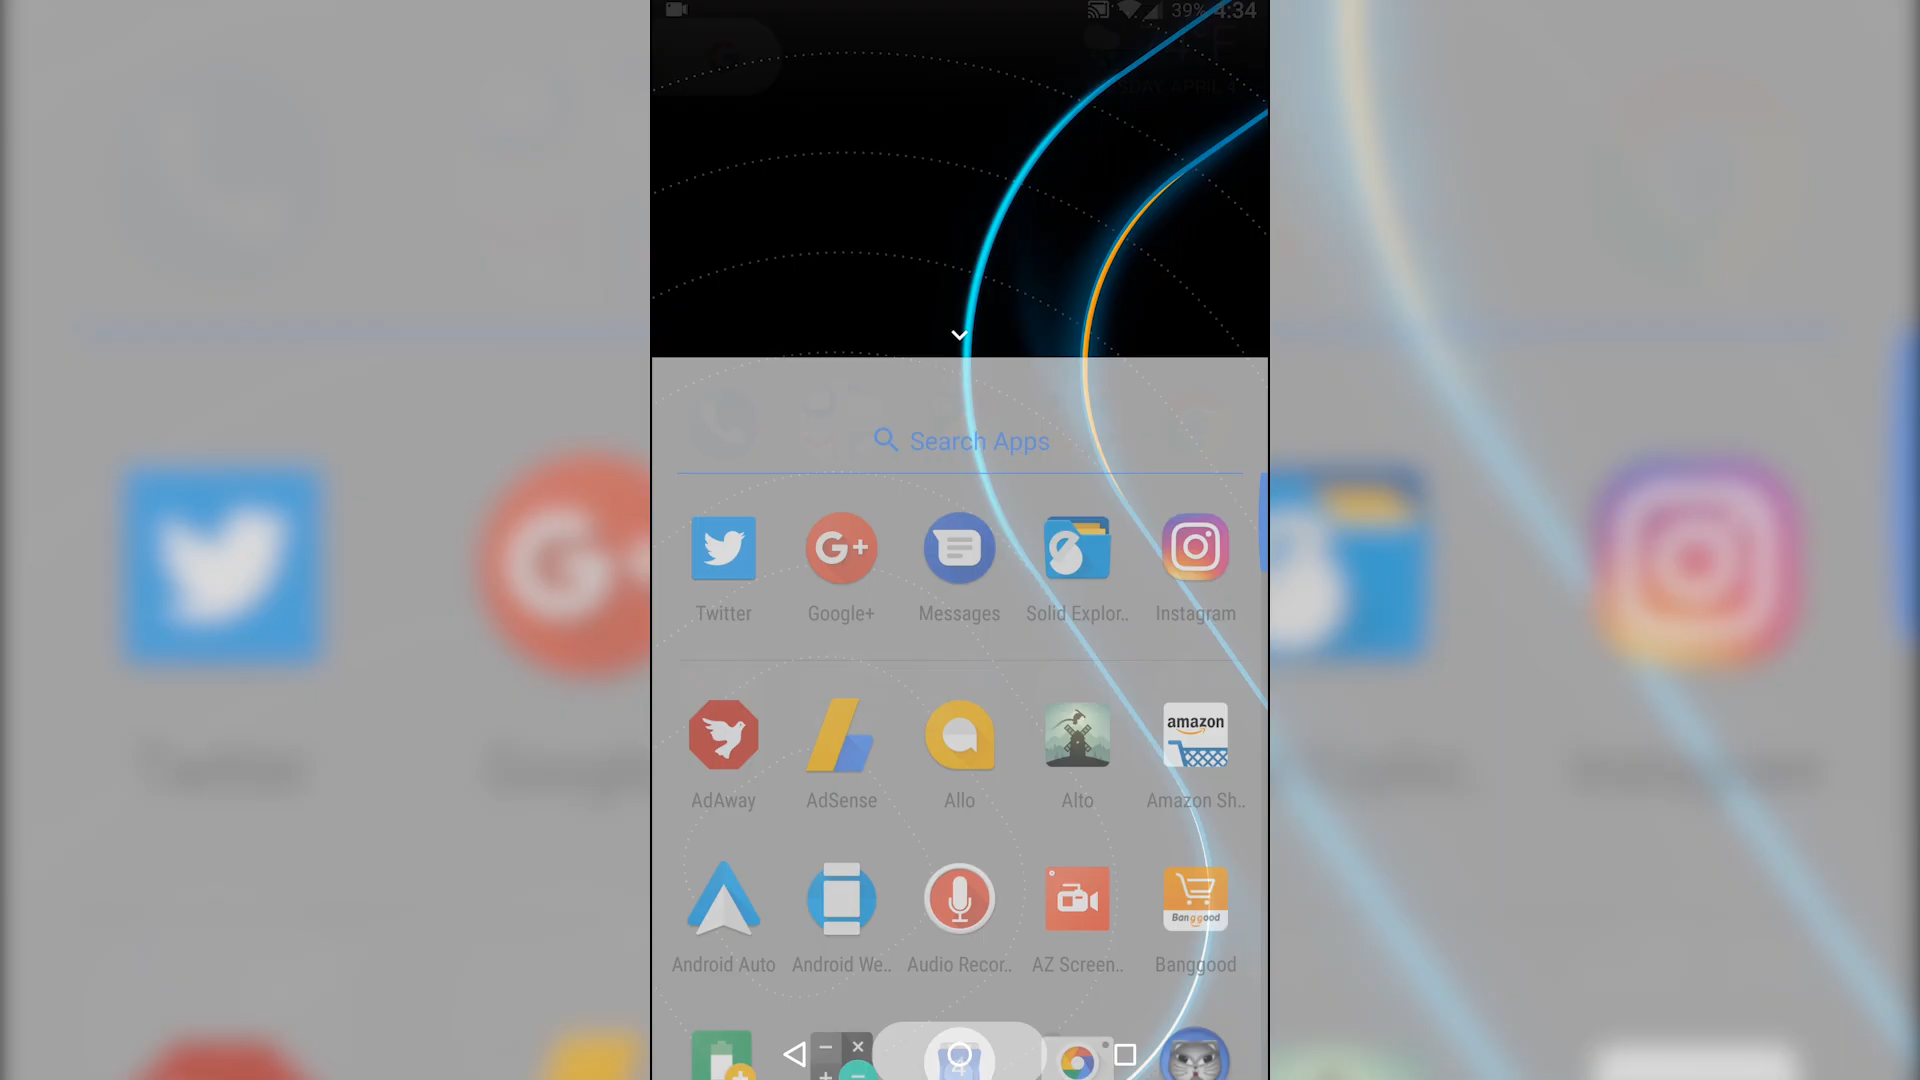 39% 4:34
Search Apps
Twitter Google+ Messages Solid Explor.. Instagram
amazon
AdAway AdSense Allo Alto Amazon Sh..
Banggood
Android Auto Android We.. Audio Recor.. AZ Screen.. Banggood